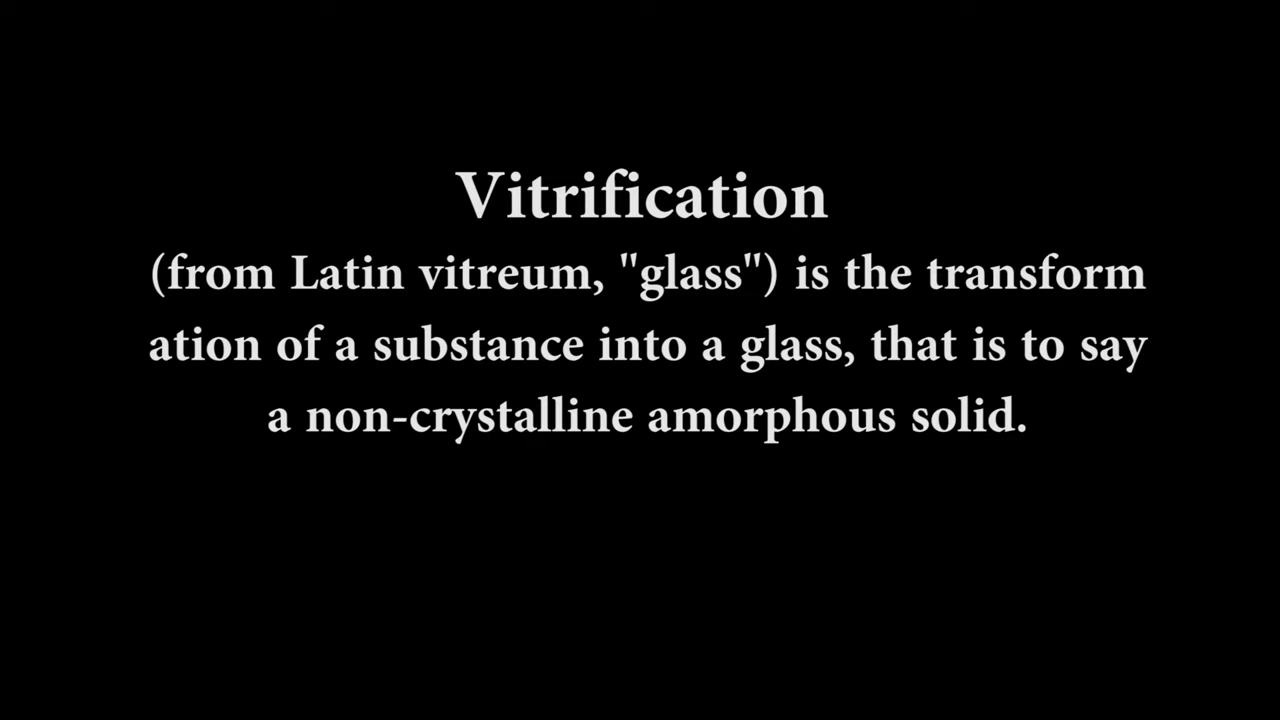 Vitrification
(from Latin vitreum, "glass") is the transform
ation of a substance into a glass, that is to say
a non-crystalline amorphous solid.